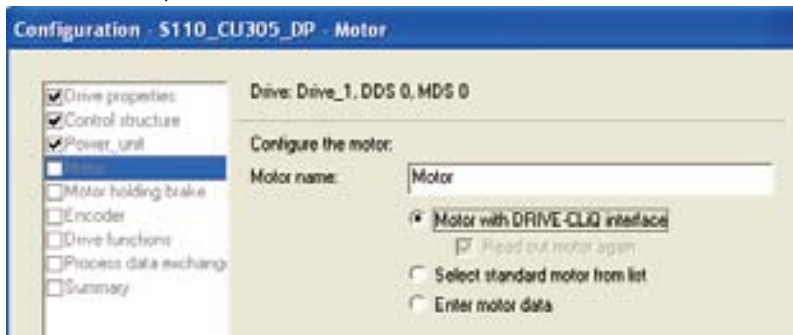 Configuration - S110_CU305_DP - Motor
Drive properties
Control structure
Power_unit
Motor
Motor holding brake
Encoder
Drive functions
Process data exchang
Summary
Drive: Drive_1, DDS 0, MDS 0
Configure the motor:
Motor name:
Motor
Motor with DRIVE-CLiQ interface
Read out motor again
Select standard motor from list
Enter motor data